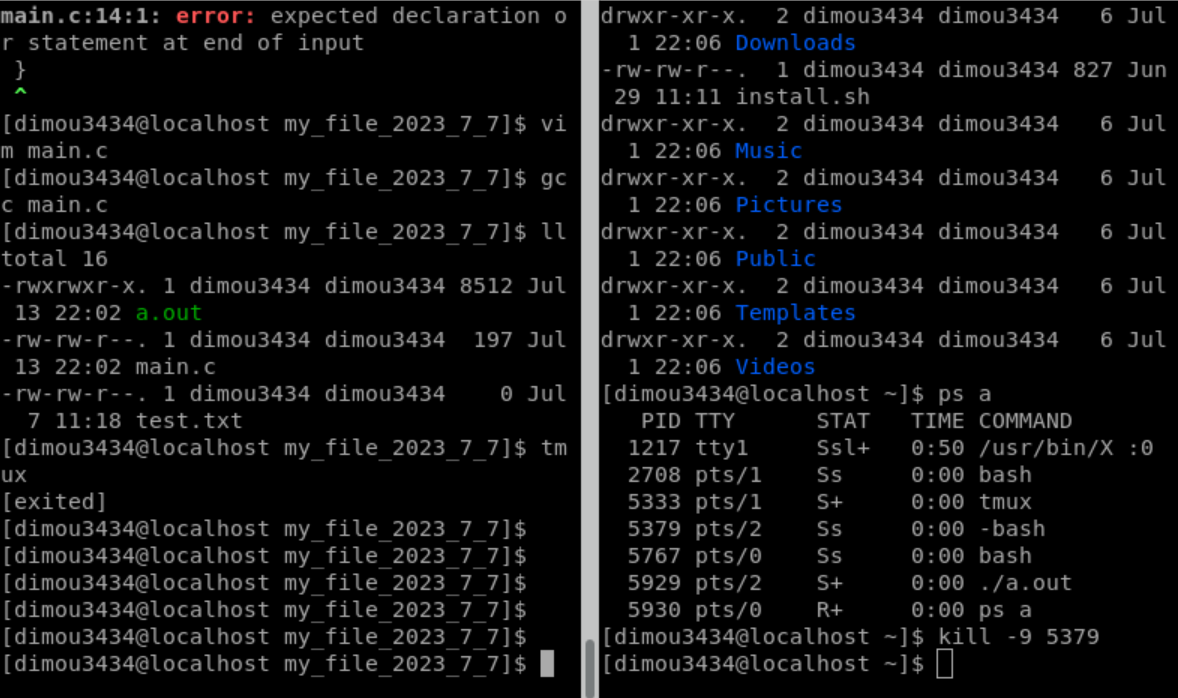 main.c:14:1: error: expected declaration o
r statement at end of input
 }
 ^
[dimou3434@localhost my_file_2023_7_7]$ vi
m main.c
[dimou3434@localhost my_file_2023_7_7]$ gc
c main.c
[dimou3434@localhost my_file_2023_7_7]$ ll
total 16
-rwxrwxr-x. 1 dimou3434 dimou3434 8512 Jul
 13 22:02 a.out
-rw-rw-r--. 1 dimou3434 dimou3434  197 Jul
 13 22:02 main.c
-rw-rw-r--. 1 dimou3434 dimou3434    0 Jul
  7 11:18 test.txt
[dimou3434@localhost my_file_2023_7_7]$ tm
ux
[exited]
[dimou3434@localhost my_file_2023_7_7]$
[dimou3434@localhost my_file_2023_7_7]$
[dimou3434@localhost my_file_2023_7_7]$
[dimou3434@localhost my_file_2023_7_7]$
[dimou3434@localhost my_file_2023_7_7]$
[dimou3434@localhost my_file_2023_7_7]$
drwxr-xr-x.  2 dimou3434 dimou3434   6 Jul
  1 22:06 Downloads
-rw-rw-r--.  1 dimou3434 dimou3434 827 Jun
 29 11:11 install.sh
drwxr-xr-x.  2 dimou3434 dimou3434   6 Jul
  1 22:06 Music
drwxr-xr-x.  2 dimou3434 dimou3434   6 Jul
  1 22:06 Pictures
drwxr-xr-x.  2 dimou3434 dimou3434   6 Jul
  1 22:06 Public
drwxr-xr-x.  2 dimou3434 dimou3434   6 Jul
  1 22:06 Templates
drwxr-xr-x.  2 dimou3434 dimou3434   6 Jul
  1 22:06 Videos
[dimou3434@localhost ~]$ ps a
   PID TTY      STAT   TIME COMMAND
  1217 tty1     Ssl+   0:50 /usr/bin/X :0
  2708 pts/1    Ss     0:00 bash
  5333 pts/1    S+     0:00 tmux
  5379 pts/2    Ss     0:00 -bash
  5767 pts/0    Ss     0:00 bash
  5929 pts/2    S+     0:00 ./a.out
  5930 pts/0    R+     0:00 ps a
[dimou3434@localhost ~]$ kill -9 5379
[dimou3434@localhost ~]$